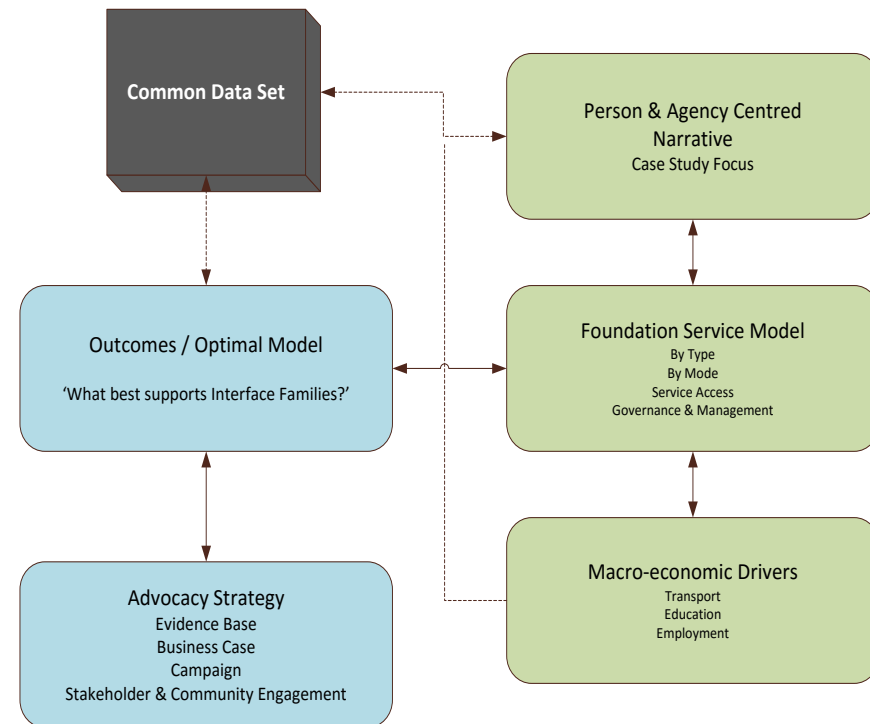 Common Data Set
Person & Agency Centred
Narrative
Case Study Focus
Outcomes / Optimal Model
‘What best supports Interface Families?’
Foundation Service Model
By Type
By Mode
Service Access
Governance & Management
Advocacy Strategy
Evidence Base
Business Case
Campaign
Stakeholder & Community Engagement
Macro-economic Drivers
Transport
Education
Employment